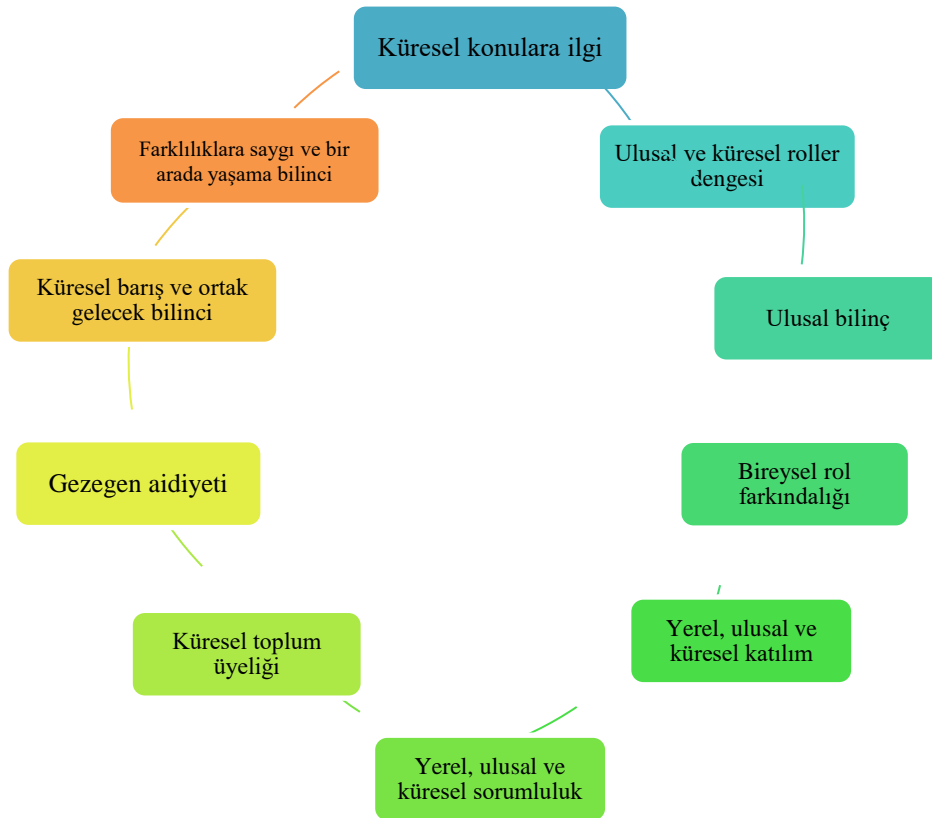 Küresel konulara ilgi
Ulusal ve küresel roller
dengesi
Ulusal bilinç
Bireysel rol
farkındalığı
Yerel, ulusal ve
küresel katılım
Yerel, ulusal ve
küresel sorumluluk
Küresel toplum
üyeliği
Gezegen aidiyeti
Küresel barış ve ortak
gelecek bilinci
Farklılıklara saygı ve bir
arada yaşama bilinci